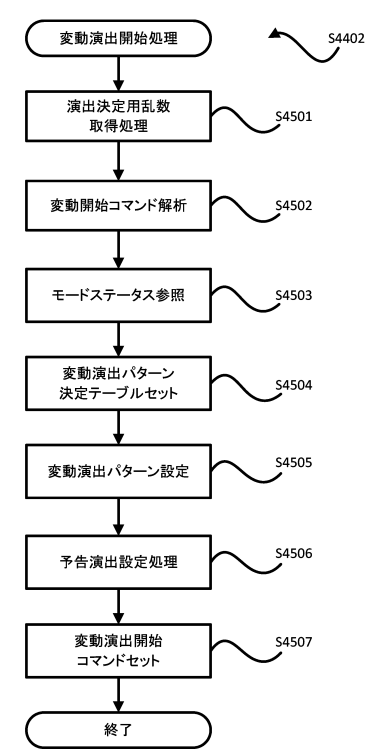 変動演出開始処理
S4402
演出決定用乱数
取得処理
S4501
変動開始コマンド解析
S4502
モードステータス参照
S4503
変動演出パターン
決定テーブルセット
S4504
変動演出パターン設定
S4505
予告演出設定処理
S4506
変動演出開始
コマンドセット
S4507
終了